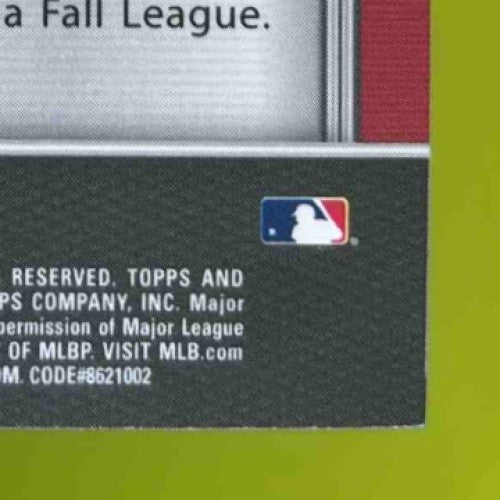 a Fall League.
RESERVED. TOPPS AND
PS COMPANY, INC. Major
permission of Major League
OF MLBP. VISIT MLB.com
M. CODE#8621002